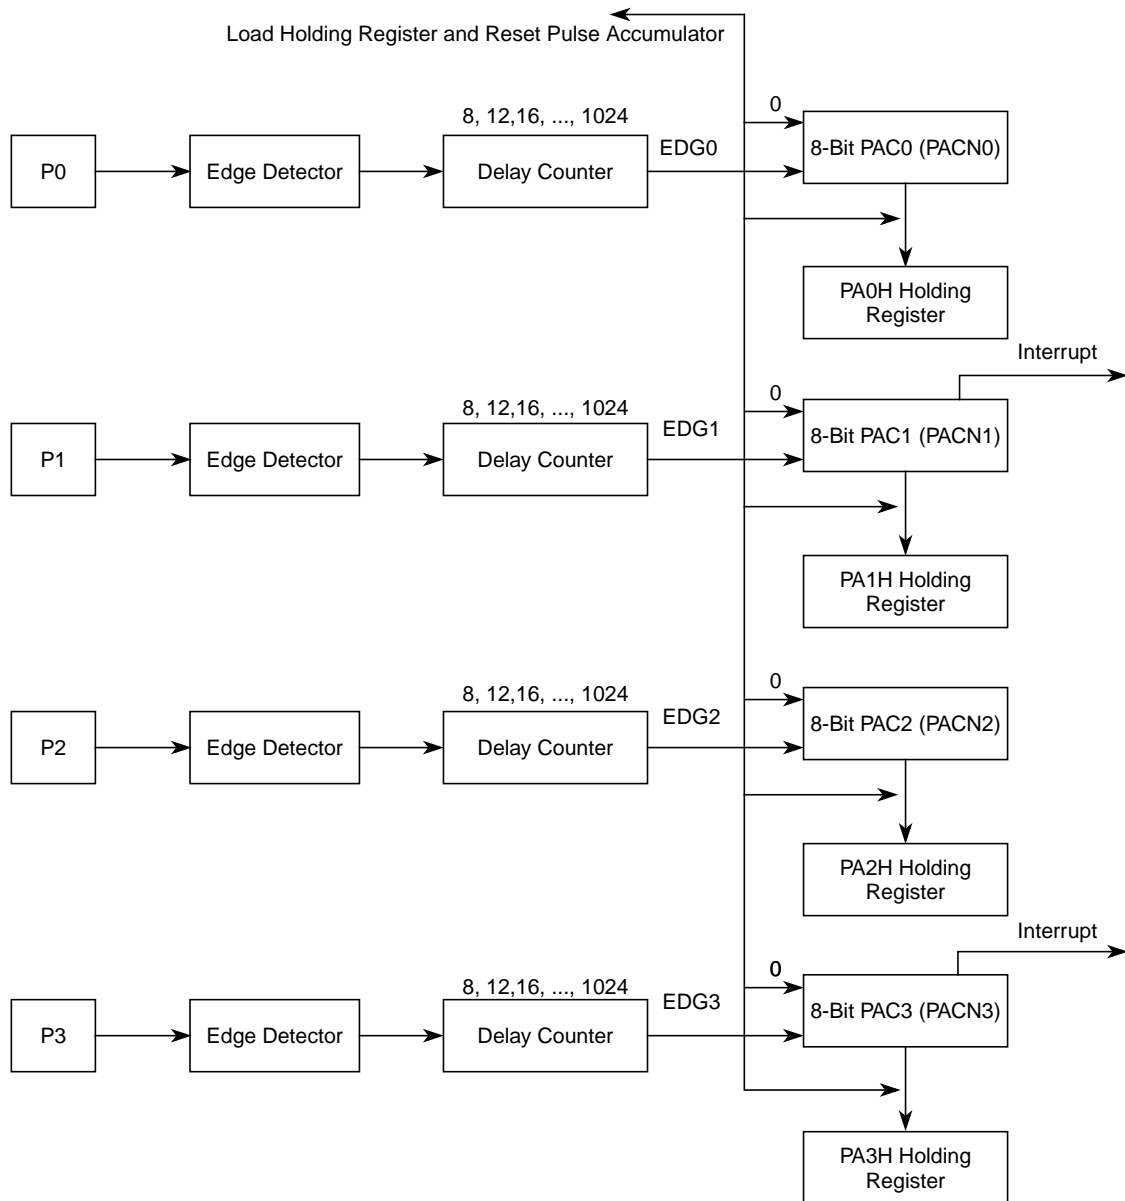 Load Holding Register and Reset Pulse Accumulator
0
8, 12,16, ..., 1024
EDG0
P0
Edge Detector
Delay Counter
8-Bit PAC0 (PACN0)
PA0H Holding
Register
Interrupt
0
8, 12,16, ..., 1024
EDG1
P1
Edge Detector
Delay Counter
8-Bit PAC1 (PACN1)
PA1H Holding
Register
0
8, 12,16, ..., 1024
EDG2
P2
Edge Detector
Delay Counter
8-Bit PAC2 (PACN2)
PA2H Holding
Register
Interrupt
0
8, 12,16, ..., 1024
EDG3
P3
Edge Detector
Delay Counter
8-Bit PAC3 (PACN3)
PA3H Holding
Register